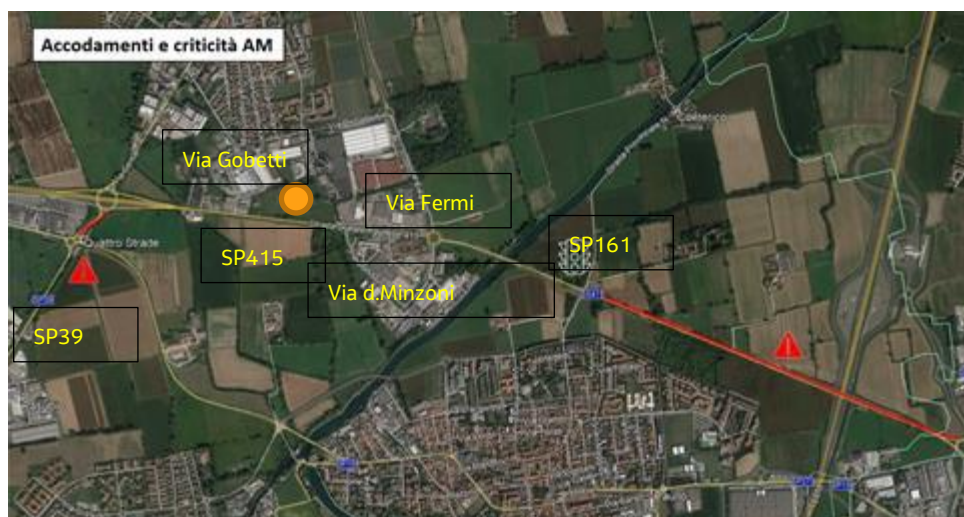 Accodamenti e criticità AM
Via Gobetti
Via Fermi
Quattro Strade
SP415
SP161
Via d.Minzoni
SP39